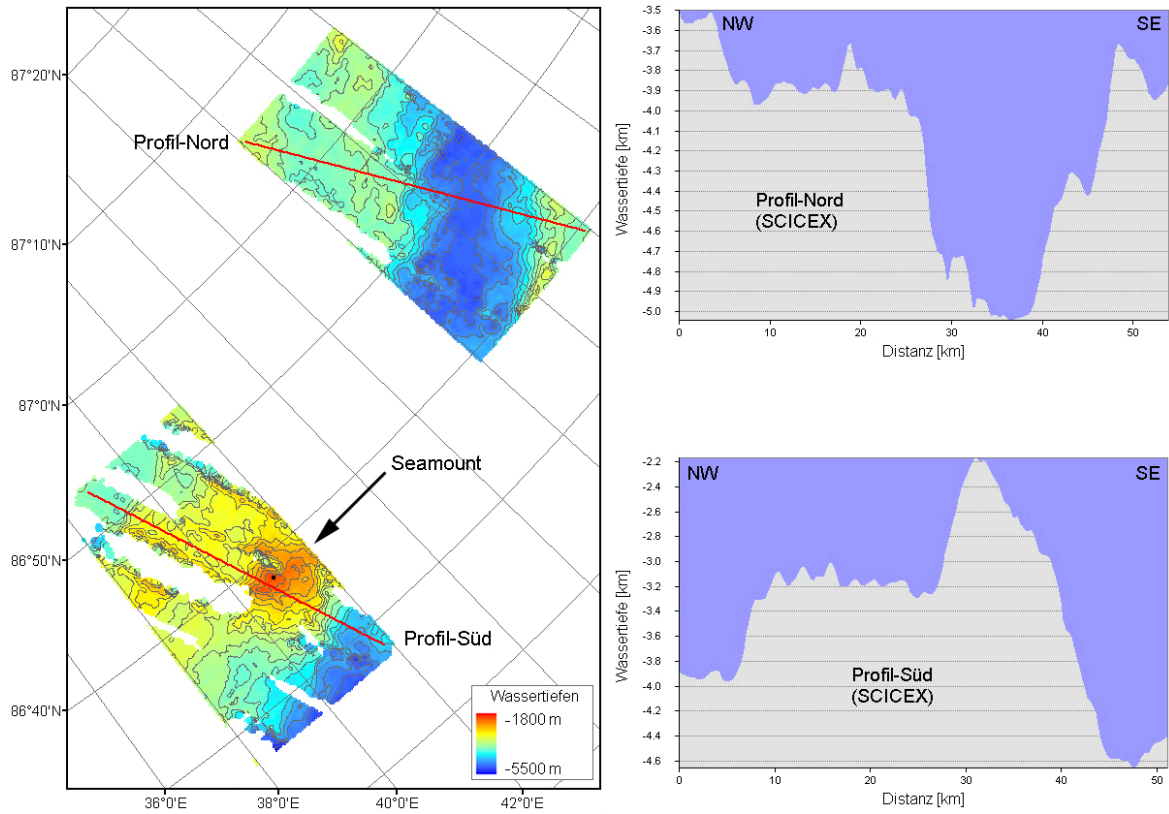 87°20'N
Profil-Nord
87°10'N
87°0'N
Seamount
86°50'N
Profil-Süd
86°40'N
Wassertiefen
-1800 m
-5500 m
36°0'E 38°0'E 40°0'E 42°0'E
NW SE
-3.5
-3.6
-3.7
-3.8
-3.9
-4.0
-4.1
-4.2
-4.3
-4.4
-4.5
-4.6
-4.7
-4.8
-4.9
-5.0
Wassertiefe [km]
Profil-Nord
(SCICEX)
0 10 20 30 40 50
Distanz [km]
NW SE
-2.2
-2.4
-2.6
-2.8
-3.0
-3.2
-3.4
-3.6
-3.8
-4.0
-4.2
-4.4
-4.6
Wassertiefe [km]
Profil-Süd
(SCICEX)
0 10 20 30 40 50
Distanz [km]